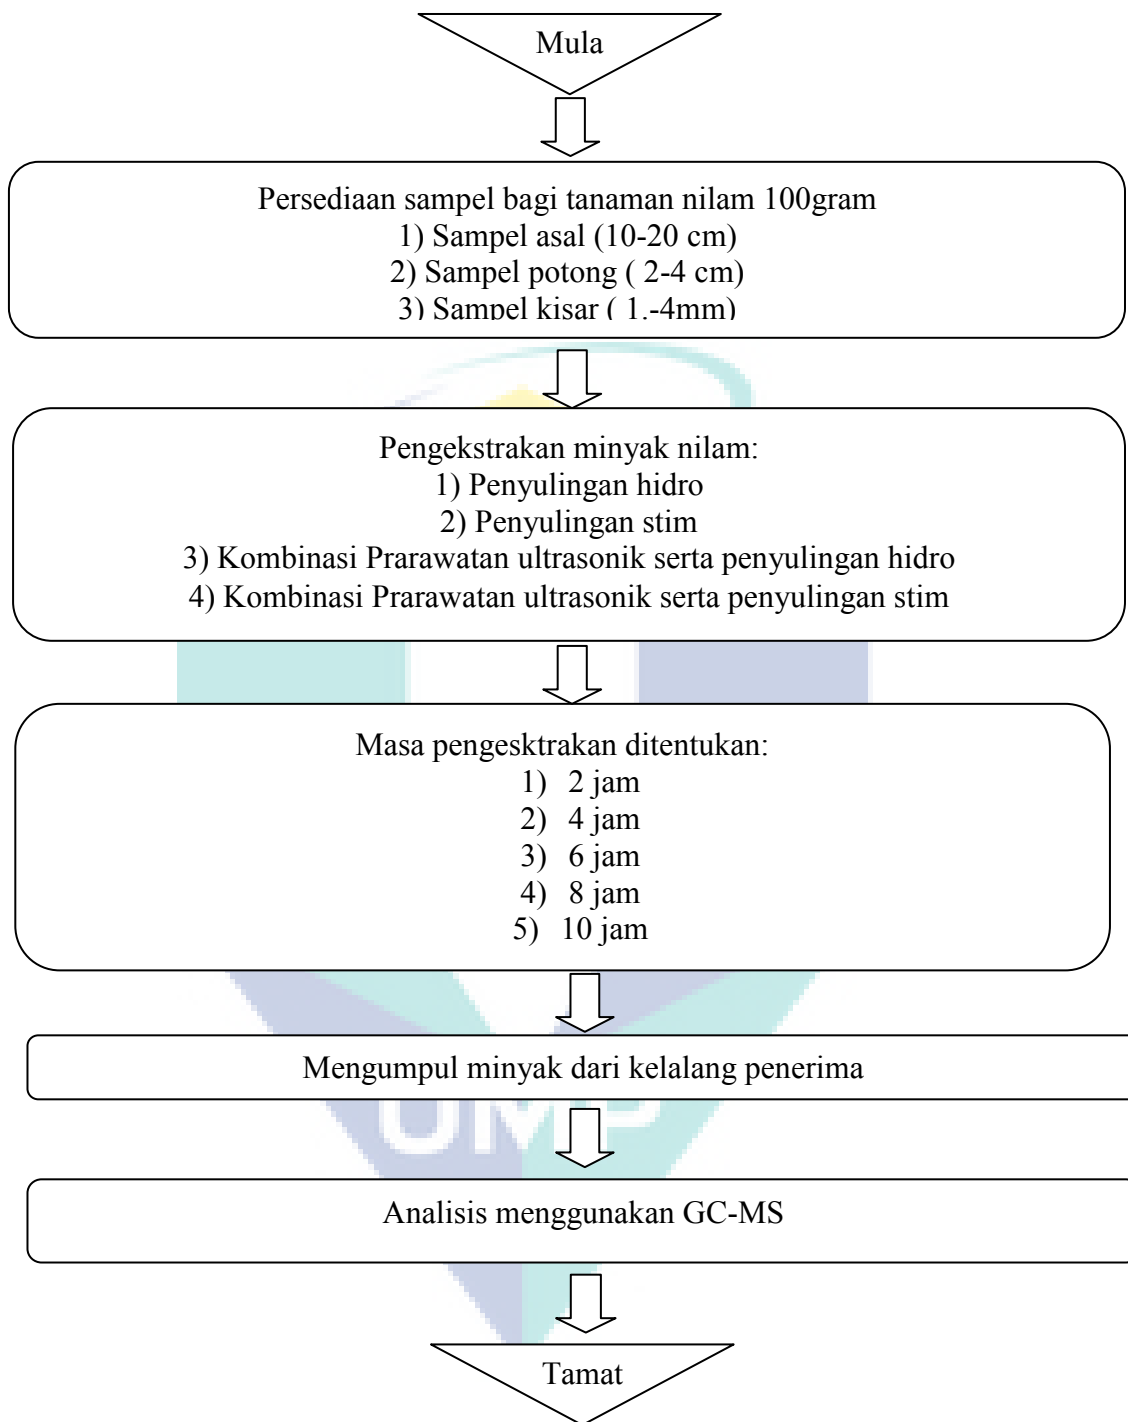 Mula
Persediaan sampel bagi tanaman nilam 100gram
1) Sampel asal (10-20 cm)
2) Sampel potong ( 2-4 cm)
3) Sampel kisar ( 1.-4mm)
Pengekstrakan minyak nilam:
1) Penyulingan hidro
2) Penyulingan stim
3) Kombinasi Prarawatan ultrasonik serta penyulingan hidro
4) Kombinasi Prarawatan ultrasonik serta penyulingan stim
Masa pengesktrakan ditentukan:
1) 2 jam
2) 4 jam
3) 6 jam
4) 8 jam
5) 10 jam
Mengumpul minyak dari kelalang penerima
UMP
Analisis menggunakan GC-MS
Tamat